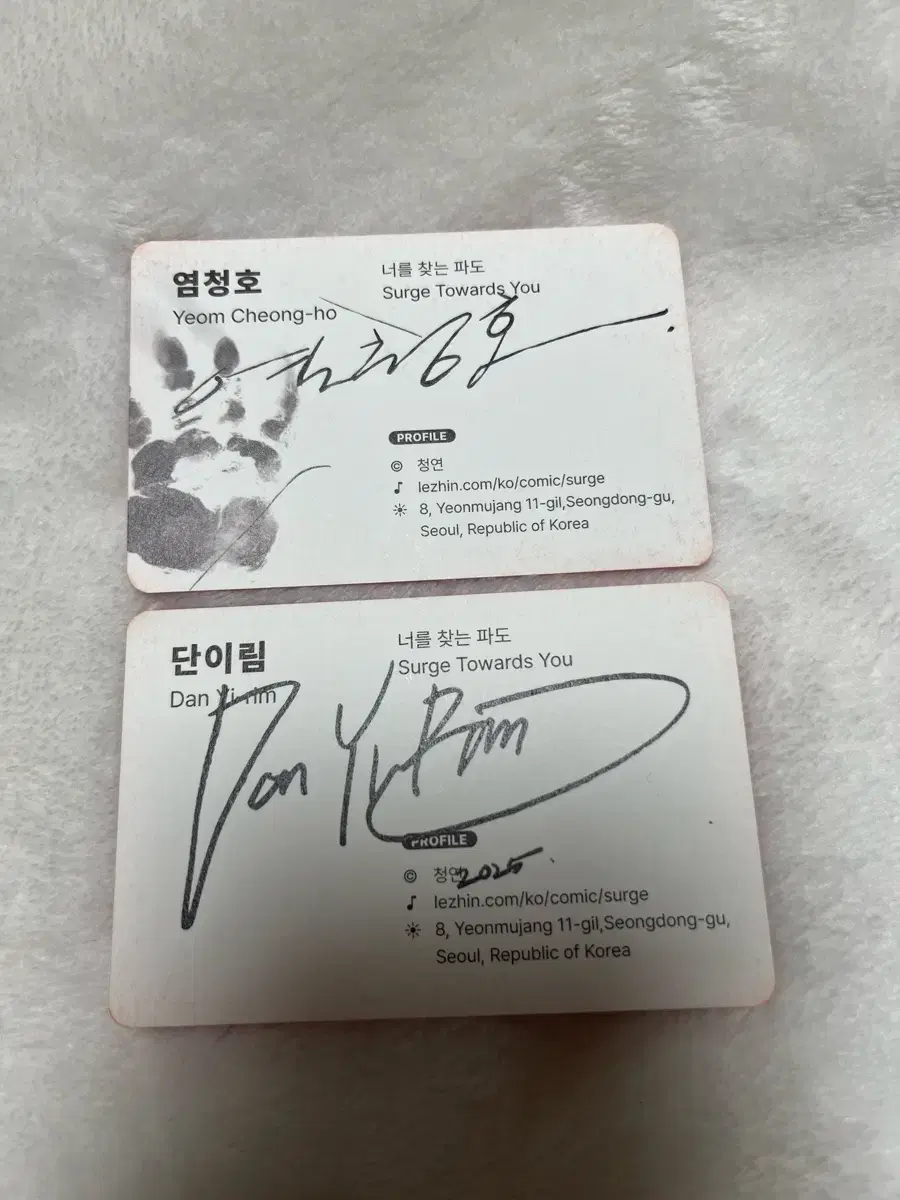 염청호
Yeom Cheong-ho
너를 찾는 파도
Surge Towards You
염청호
PROFILE
© 청연
lezhin.com/ko/comic/surge
8, Yeonmujang 11-gil,Seongdong-gu,
Seoul, Republic of Korea
단이림
Dan Yi-rim
너를 찾는 파도
Surge Towards You
Dan Yi Rim
PROFILE
© 청연
2025.
lezhin.com/ko/comic/surge
8, Yeonmujang 11-gil,Seongdong-gu,
Seoul, Republic of Korea